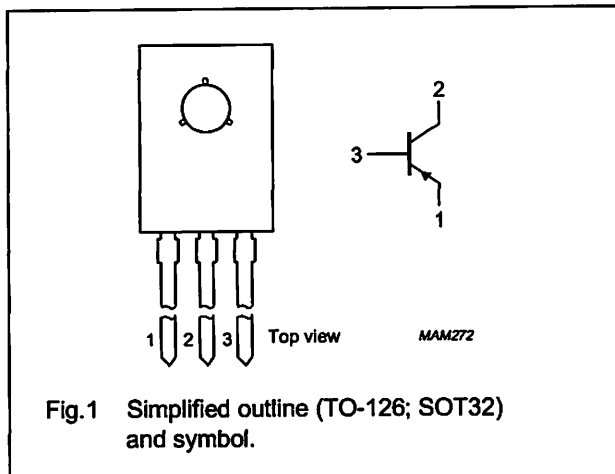 2
3
1
1 2 3 Top view MAM272
Fig.1 Simplified outline (TO-126; SOT32)
and symbol.